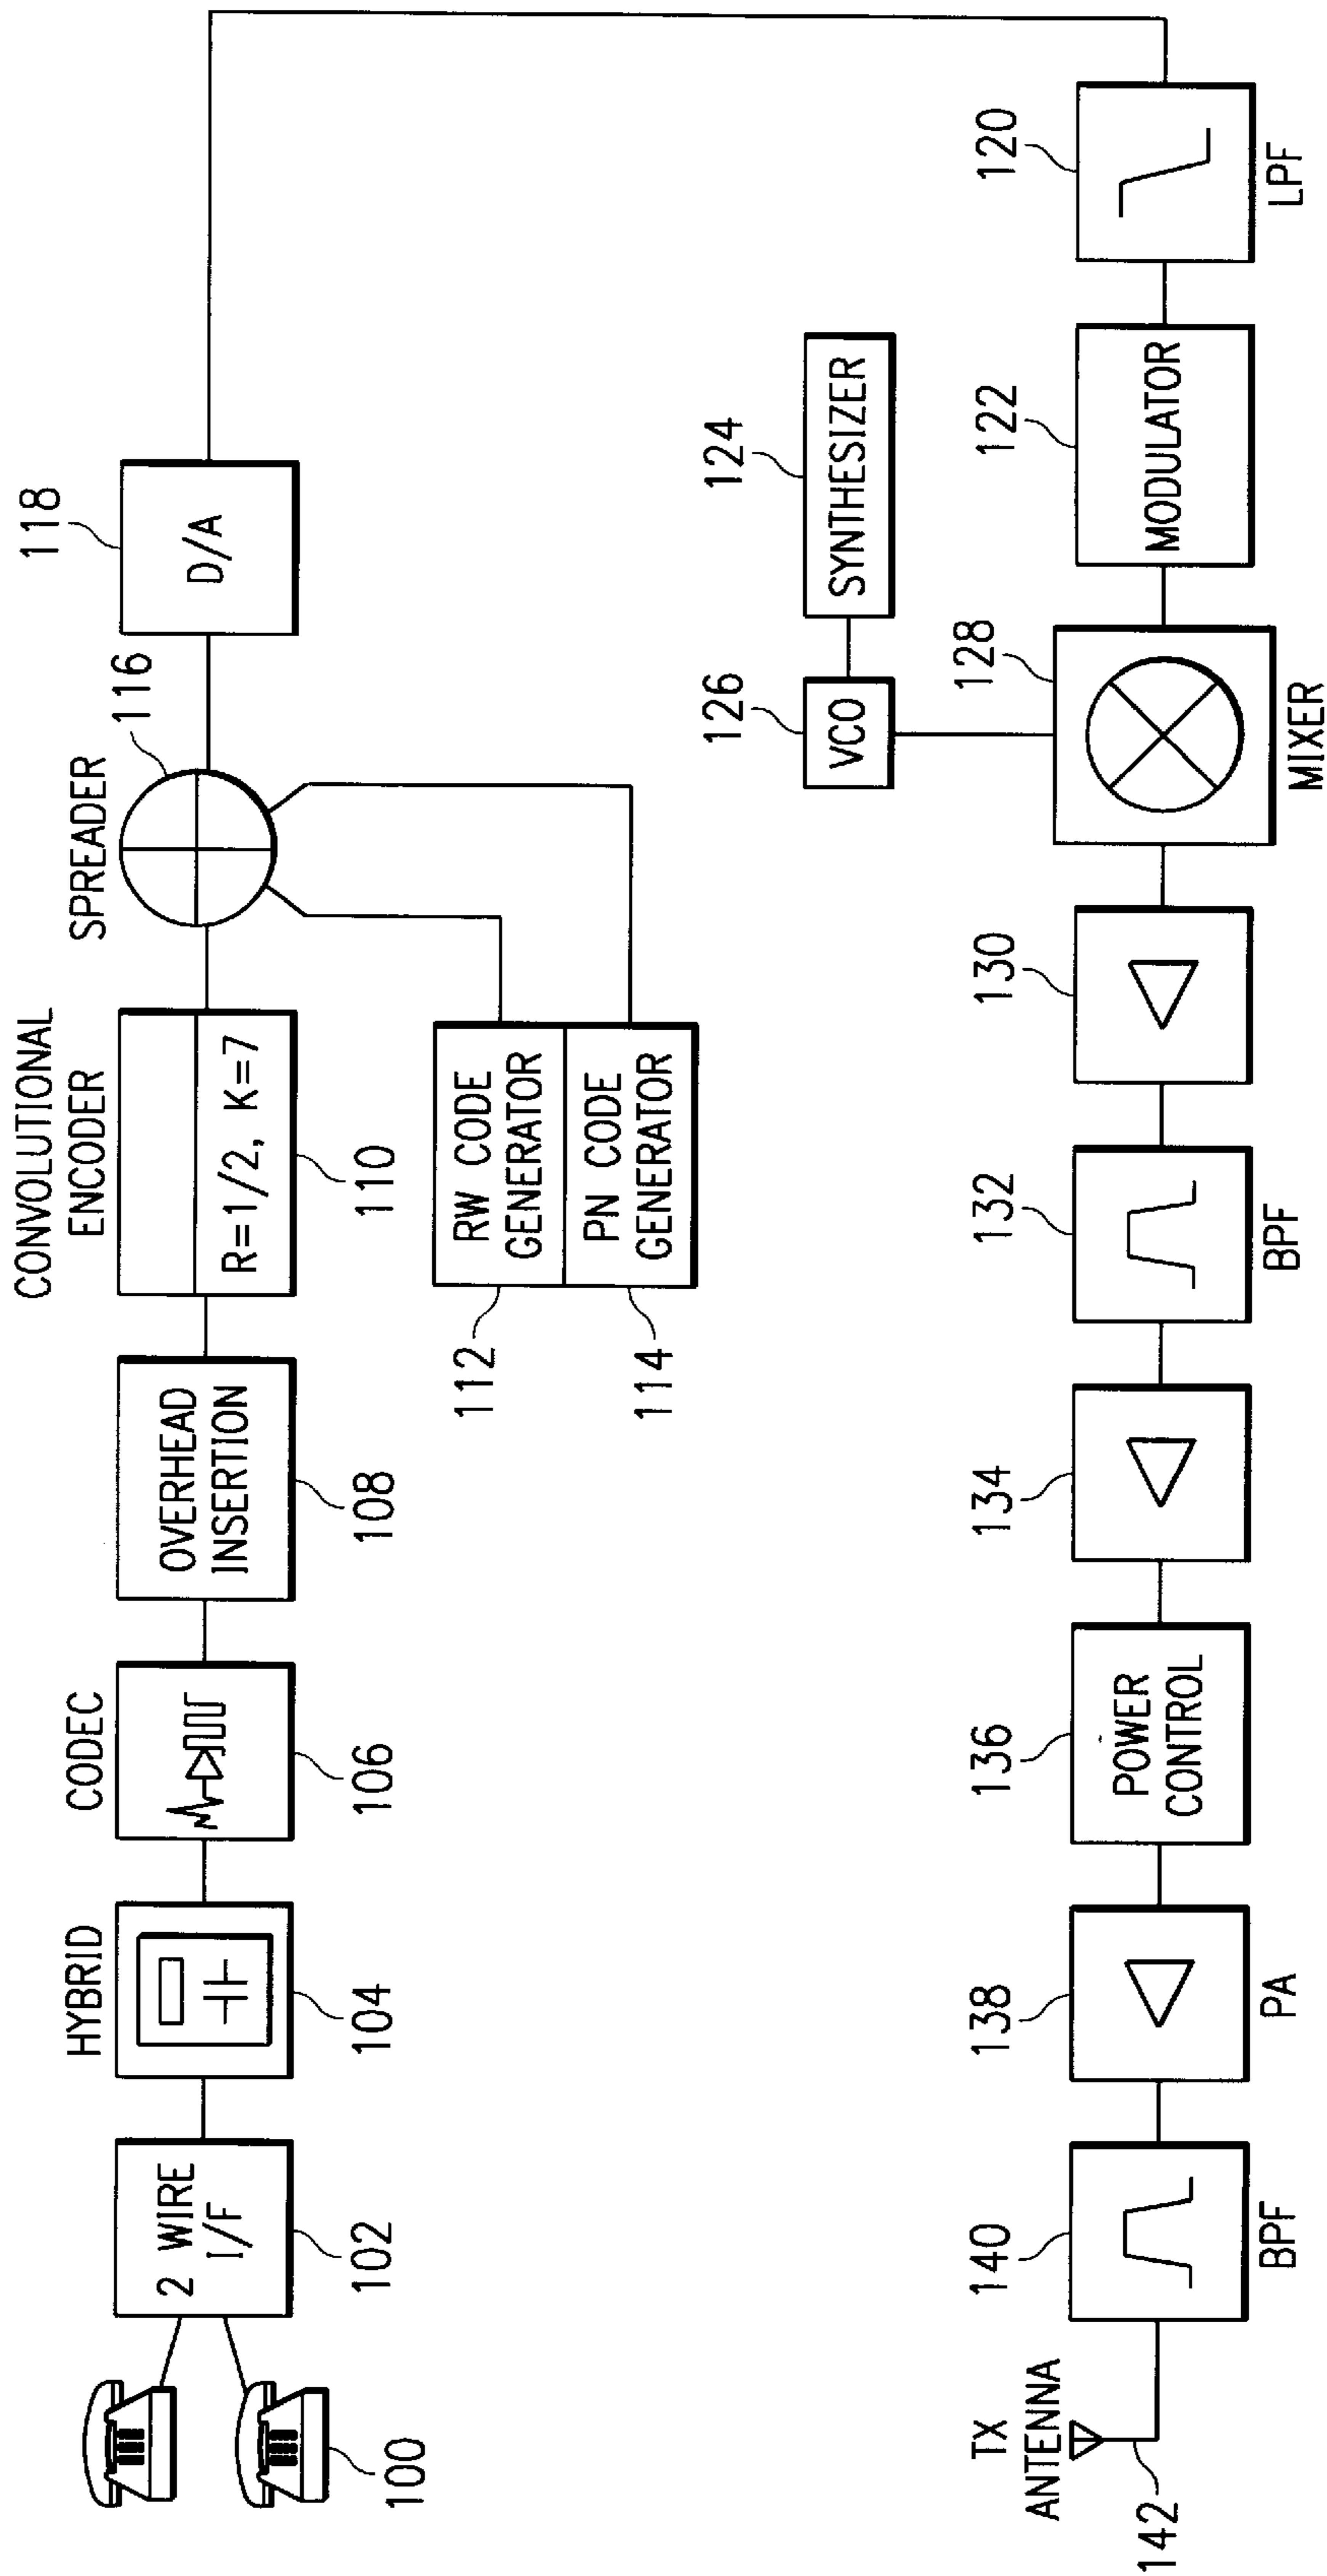 CONVOLUTIONAL
ENCODER
SPREADER
116
118
HYBRID
CODEC
2 WIRE
I/F
OVERHEAD
INSERTION
R=1/2, K=7
D/A
100
102
104
106
108
110
112
RW CODE
GENERATOR
114
PN CODE
GENERATOR
126
VCO
124
SYNTHESIZER
TX
ANTENNA
142
140
BPF
138
PA
136
POWER
CONTROL
134
132
BPF
130
128
MIXER
122
MODULATOR
120
LPF